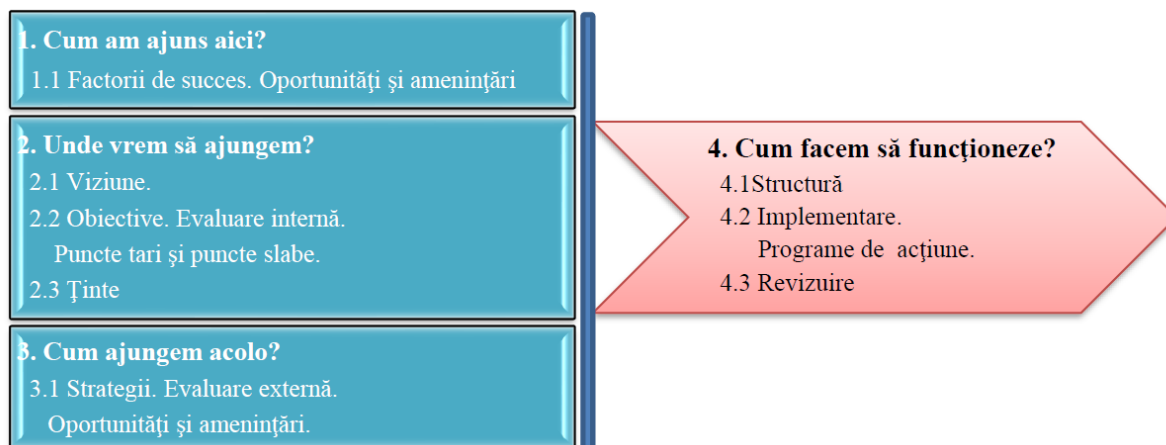 1. Cum am ajuns aici?
1.1 Factorii de succes. Oportunităţi şi ameninţări
2. Unde vrem să ajungem?
2.1 Viziune.
2.2 Obiective. Evaluare internă.
Puncte tari şi puncte slabe.
2.3 Ţinte
3. Cum ajungem acolo?
3.1 Strategii. Evaluare externă.
Oportunităţi şi ameninţări.
4. Cum facem să funcţioneze?
4.1Structură
4.2 Implementare.
Programe de acţiune.
4.3 Revizuire